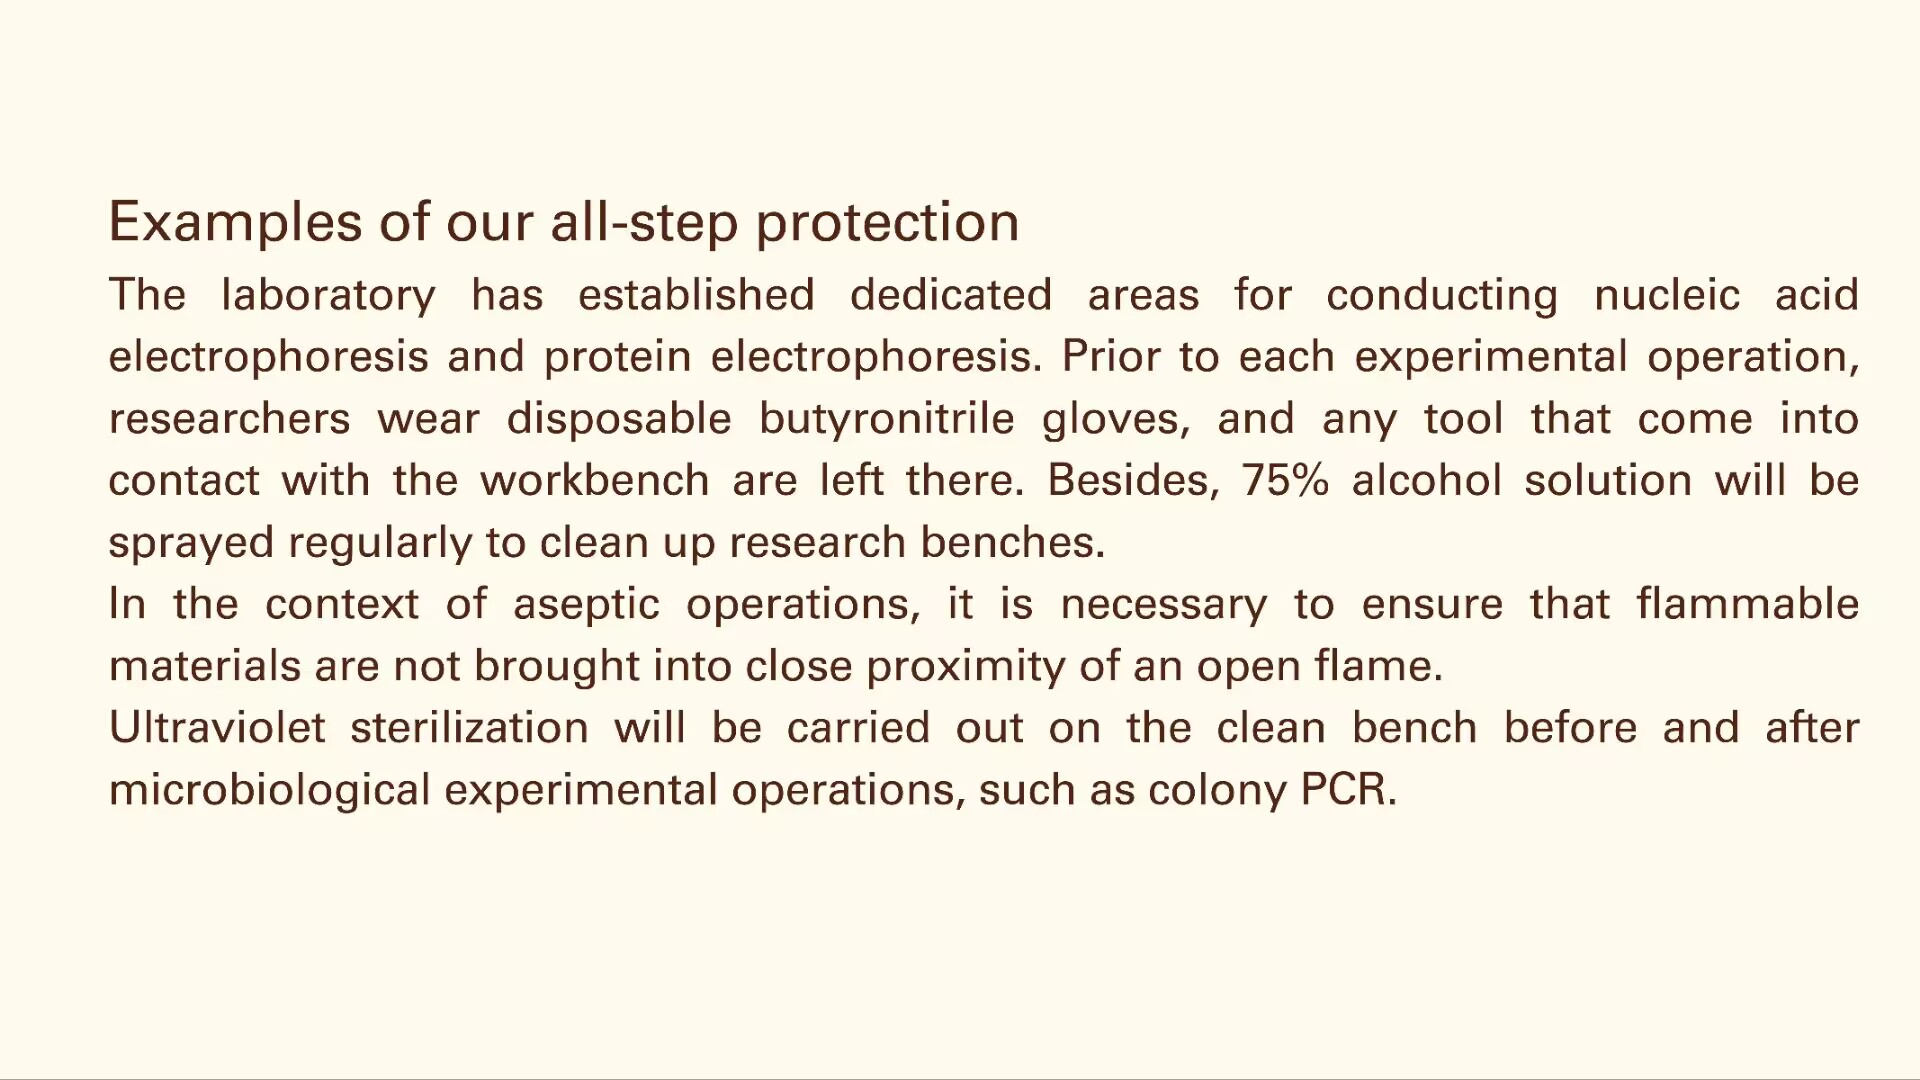 Examples of our all-step protection
The laboratory has established dedicated areas for conducting nucleic acid
electrophoresis and protein electrophoresis. Prior to each experimental operation,
researchers wear disposable butyronitrile gloves, and any tool that come into
contact with the workbench are left there. Besides, 75% alcohol solution will be
sprayed regularly to clean up research benches.
In the context of aseptic operations, it is necessary to ensure that flammable
materials are not brought into close proximity of an open flame.
Ultraviolet sterilization will be carried out on the clean bench before and after
microbiological experimental operations, such as colony PCR.